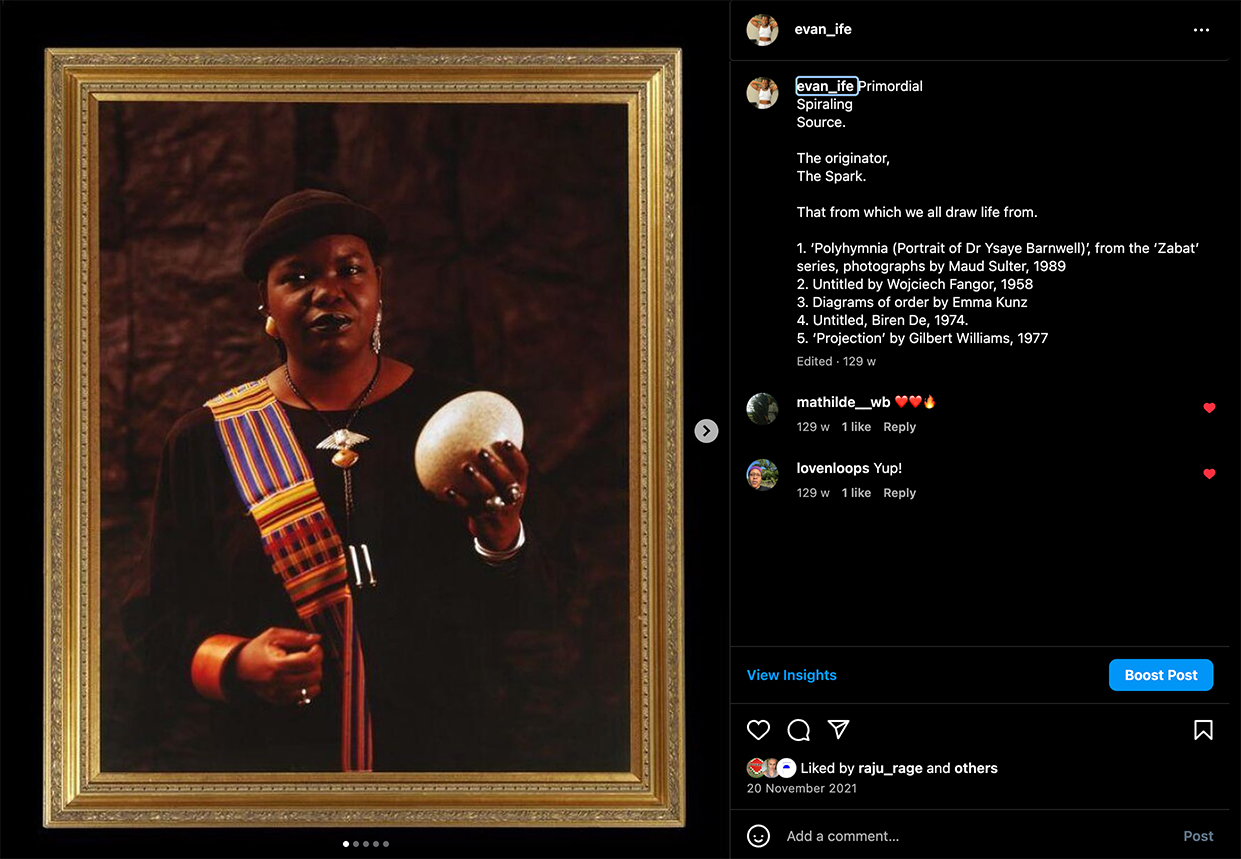 evan_ife
evan_ife Primordial
Spiraling
Source.
The originator,
The Spark.
That from which we all draw life from.
1. ‘Polyhymnia (Portrait of Dr Ysaye Barnwell)’, from the ‘Zabat’
series, photographs by Maud Sulter, 1989
2. Untitled by Wojciech Fangor, 1958
3. Diagrams of order by Emma Kunz
4. Untitled, Biren De, 1974.
5. ‘Projection’ by Gilbert Williams, 1977
Edited · 129 w
mathilde__wb ❤️❤️🔥
129 w 1 like Reply
lovenloops Yup!
129 w 1 like Reply
View Insights
Boost Post
Liked by raju_rage and others
20 November 2021
Add a comment...
Post